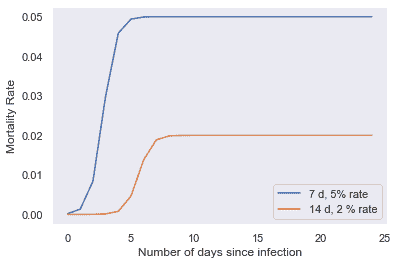 0.05
0.04
0.03
0.02
0.01
0.00
Mortality Rate
7 d, 5% rate
14 d, 2 % rate
0 5 10 15 20 25
Number of days since infection